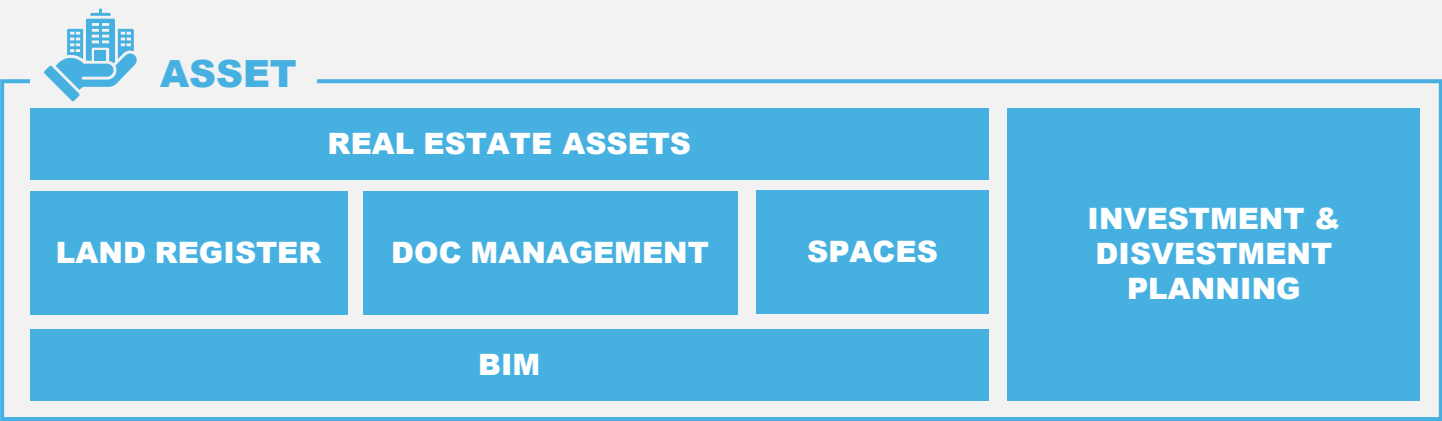 ASSET
REAL ESTATE ASSETS
LAND REGISTER
DOC MANAGEMENT
SPACES
BIM
INVESTMENT &
DISVESTMENT
PLANNING